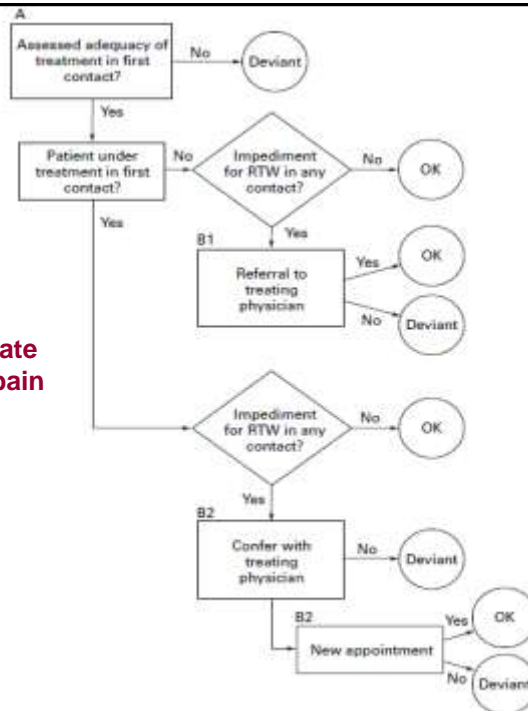 A
Assessed adequacy of
treatment in first
contact?
No
Deviant
Yes
Patient under
treatment in first
contact?
No
Impediment
for RTW in any
contact?
No
OK
Yes
Yes
B1
Referral to
treating
physician
Yes
OK
No
Deviant
ate
pain
Impediment
for RTW in any
contact?
No
OK
Yes
B2
Confer with
treating
physician
No
Deviant
B2
New appointment
Yes
OK
No
Deviant